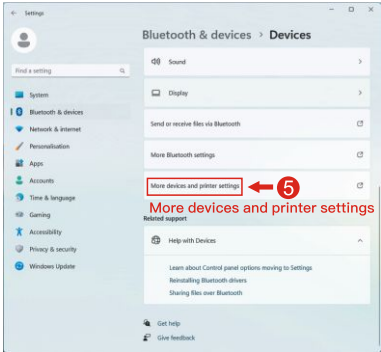 Settings
Bluetooth & devices > Devices
Find a setting
System
Bluetooth & devices
Network & internet
Personalisation
Apps
Accounts
Time & language
Gaming
Accessibility
Privacy & security
Windows Update
Sound
Display
Send or receive files via Bluetooth
More Bluetooth settings
More devices and printer settings
5
More devices and printer settings
Related support
Help with Devices
Learn about Control panel options moving to Settings
Reinstalling Bluetooth drivers
Sharing files over Bluetooth
Get help
Give feedback